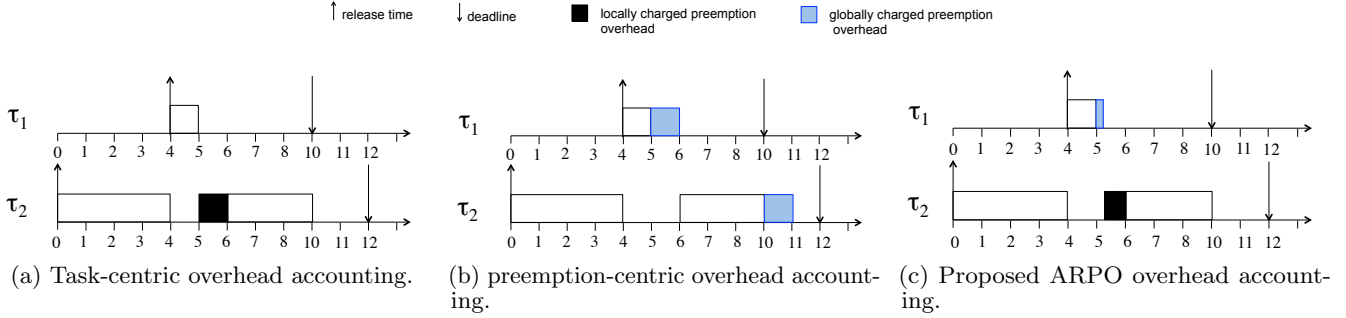 release time
deadline
locally charged preemption
overhead
globally charged preemption
overhead
τ1
0 1 2 3 4 5 6 7 8 9 10 11 12
τ2
0 1 2 3 4 5 6 7 8 9 10 11 12
(a) Task-centric overhead accounting.
τ1
0 1 2 3 4 5 6 7 8 9 10 11 12
τ2
0 1 2 3 4 5 6 7 8 9 10 11 12
(b) preemption-centric overhead account-
ing.
τ1
0 1 2 3 4 5 6 7 8 9 10 11 12
τ2
0 1 2 3 4 5 6 7 8 9 10 11 12
(c) Proposed ARPO overhead account-
ing.